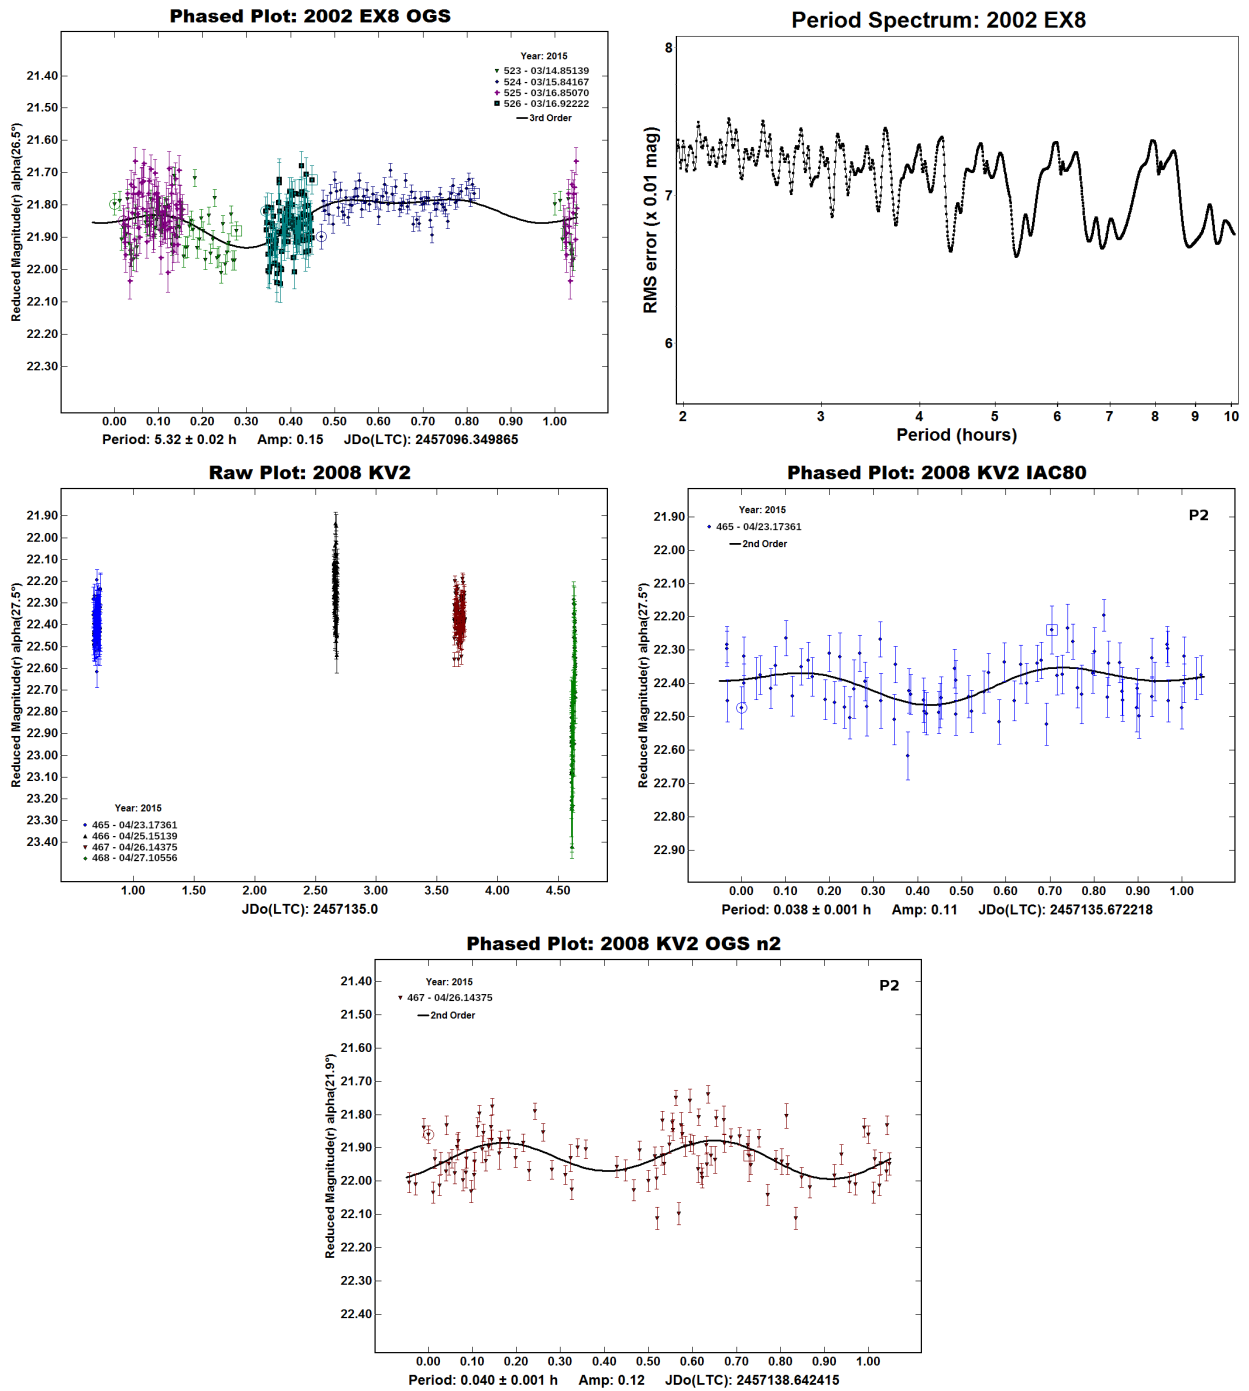 Phased Plot: 2002 EX8 OGS
Year: 2015
523 - 03/14.85139
524 - 03/15.84167
525 - 03/16.85070
526 - 03/16.92222
3rd Order
Reduced Magnitude(r) alpha(26.5°)
21.40
21.50
21.60
21.70
21.80
21.90
22.00
22.10
22.20
22.30
0.00 0.10 0.20 0.30 0.40 0.50 0.60 0.70 0.80 0.90 1.00
Period: 5.32 ± 0.02 h Amp: 0.15 JDo(LTC): 2457096.349865
Period Spectrum: 2002 EX8
RMS error (x 0.01 mag)
8
7
6
2 3 4 5 6 7 8 9 10
Period (hours)
Raw Plot: 2008 KV2
Reduced Magnitude(r) alpha(27.5°)
21.90
22.00
22.10
22.20
22.30
22.40
22.50
22.60
22.70
22.80
22.90
23.00
23.10
23.20
23.30
23.40
Year: 2015
465 - 04/23.17361
466 - 04/25.15139
467 - 04/26.14375
468 - 04/27.10556
1.00 1.50 2.00 2.50 3.00 3.50 4.00 4.50
JDo(LTC): 2457135.0
Phased Plot: 2008 KV2 IAC80
Year: 2015
465 - 04/23.17361
2nd Order
P2
Reduced Magnitude(r) alpha(27.5°)
21.90
22.00
22.10
22.20
22.30
22.40
22.50
22.60
22.70
22.80
22.90
0.00 0.10 0.20 0.30 0.40 0.50 0.60 0.70 0.80 0.90 1.00
Period: 0.038 ± 0.001 h Amp: 0.11 JDo(LTC): 2457135.672218
Phased Plot: 2008 KV2 OGS n2
Year: 2015
467 - 04/26.14375
2nd Order
P2
Reduced Magnitude(r) alpha(21.9°)
21.40
21.50
21.60
21.70
21.80
21.90
22.00
22.10
22.20
22.30
22.40
0.00 0.10 0.20 0.30 0.40 0.50 0.60 0.70 0.80 0.90 1.00
Period: 0.040 ± 0.001 h Amp: 0.12 JDo(LTC): 2457138.642415